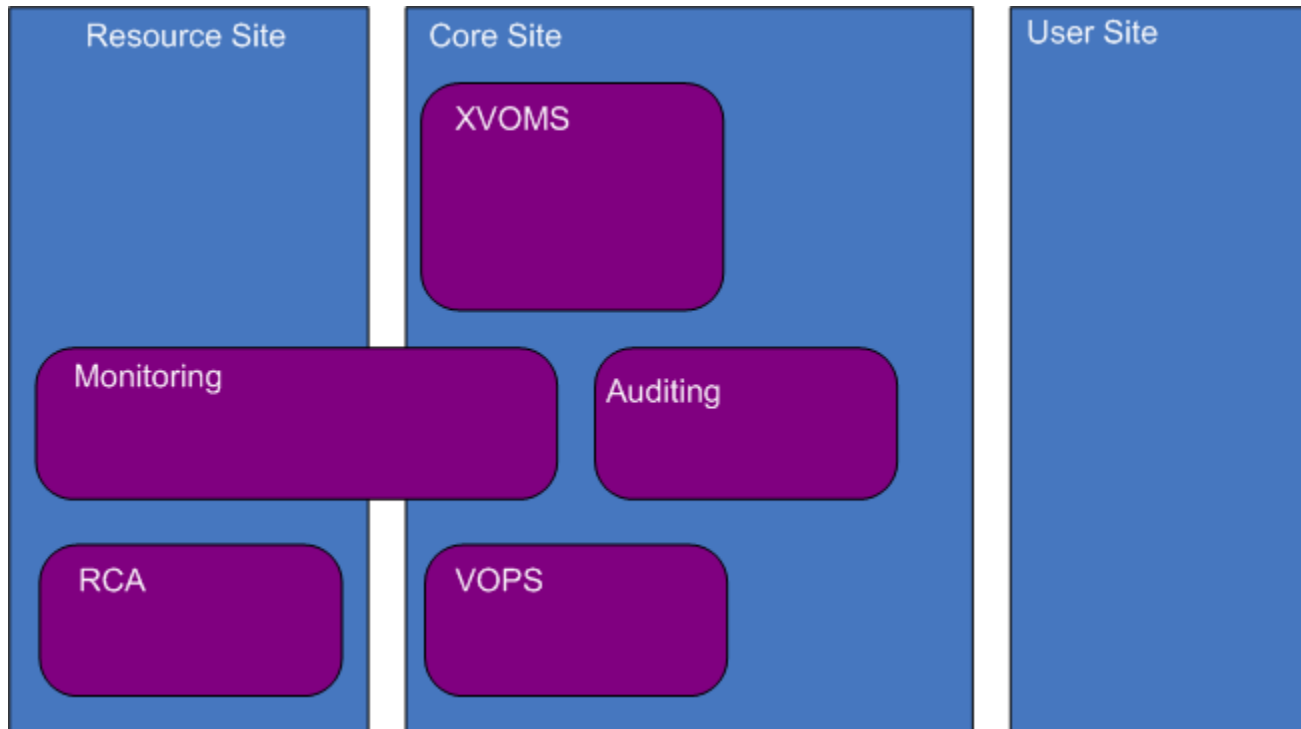 Resource Site
Core Site
User Site
XVOMS
Monitoring
Auditing
RCA
VOPS